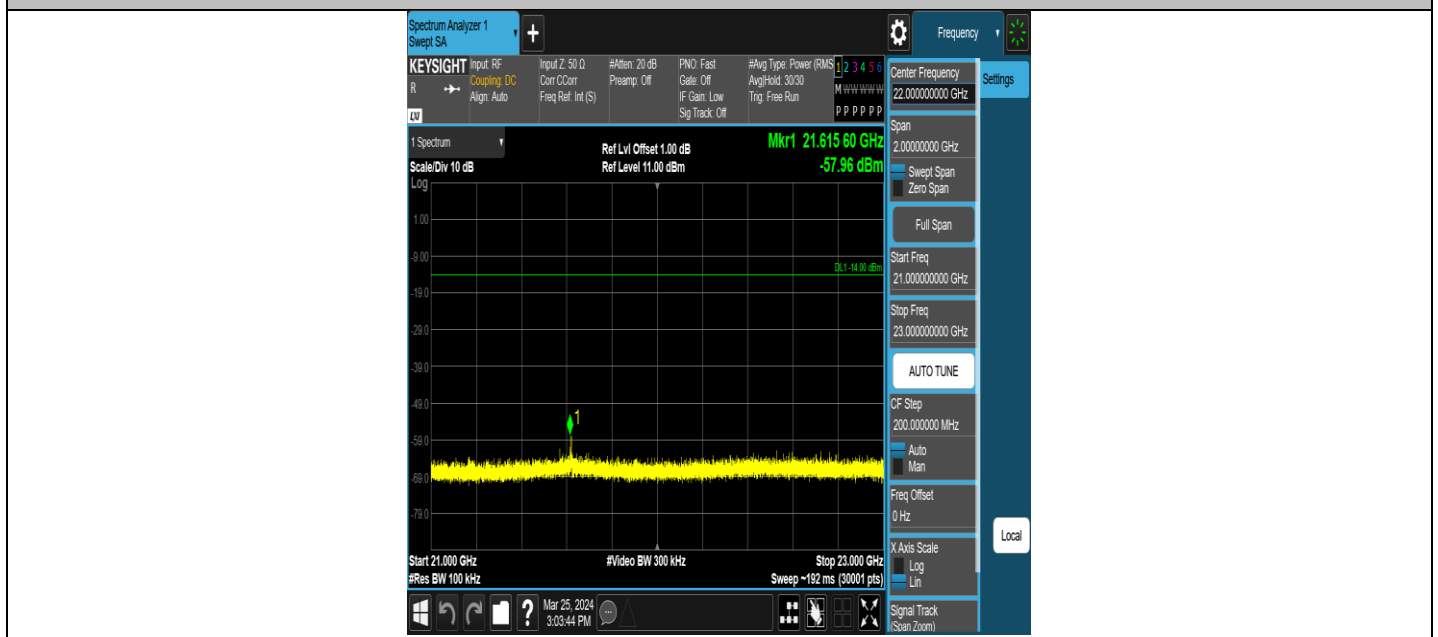 Spectrum Analyzer 1
Swept SA
+
Frequency
KEYSIGHT
R
LXI
Input: RF
Coupling: DC
Align: Auto
Input Z: 50 Ω
Corr CCorr
Freq Ref: Int (S)
#Atten: 20 dB
Preamp: Off
PNO: Fast
Gate: Off
IF Gain: Low
Sig Track: Off
#Avg Type: Power (RMS
Avg|Hold: 30/30
Trig: Free Run
1 2 3 4 5 6
M W W W W W
P P P P P P
1 Spectrum
Scale/Div 10 dB
Log
Ref Lvl Offset 1.00 dB
Ref Level 11.00 dBm
Mkr1 21.615 60 GHz
-57.96 dBm
1.00
-9.00
DL1 -14.00 dBm
-19.0
-29.0
-39.0
-49.0
1
-59.0
-69.0
-79.0
Start 21.000 GHz
#Res BW 100 kHz
#Video BW 300 kHz
Stop 23.000 GHz
Sweep ~192 ms (30001 pts)
?
Mar 25, 2024
3:03:44 PM
Center Frequency
22.000000000 GHz
Settings
Span
2.00000000 GHz
Swept Span
Zero Span
Full Span
Start Freq
21.000000000 GHz
Stop Freq
23.000000000 GHz
AUTO TUNE
CF Step
200.000000 MHz
Auto
Man
Freq Offset
0 Hz
X Axis Scale
Log
Lin
Local
Signal Track
(Span Zoom)